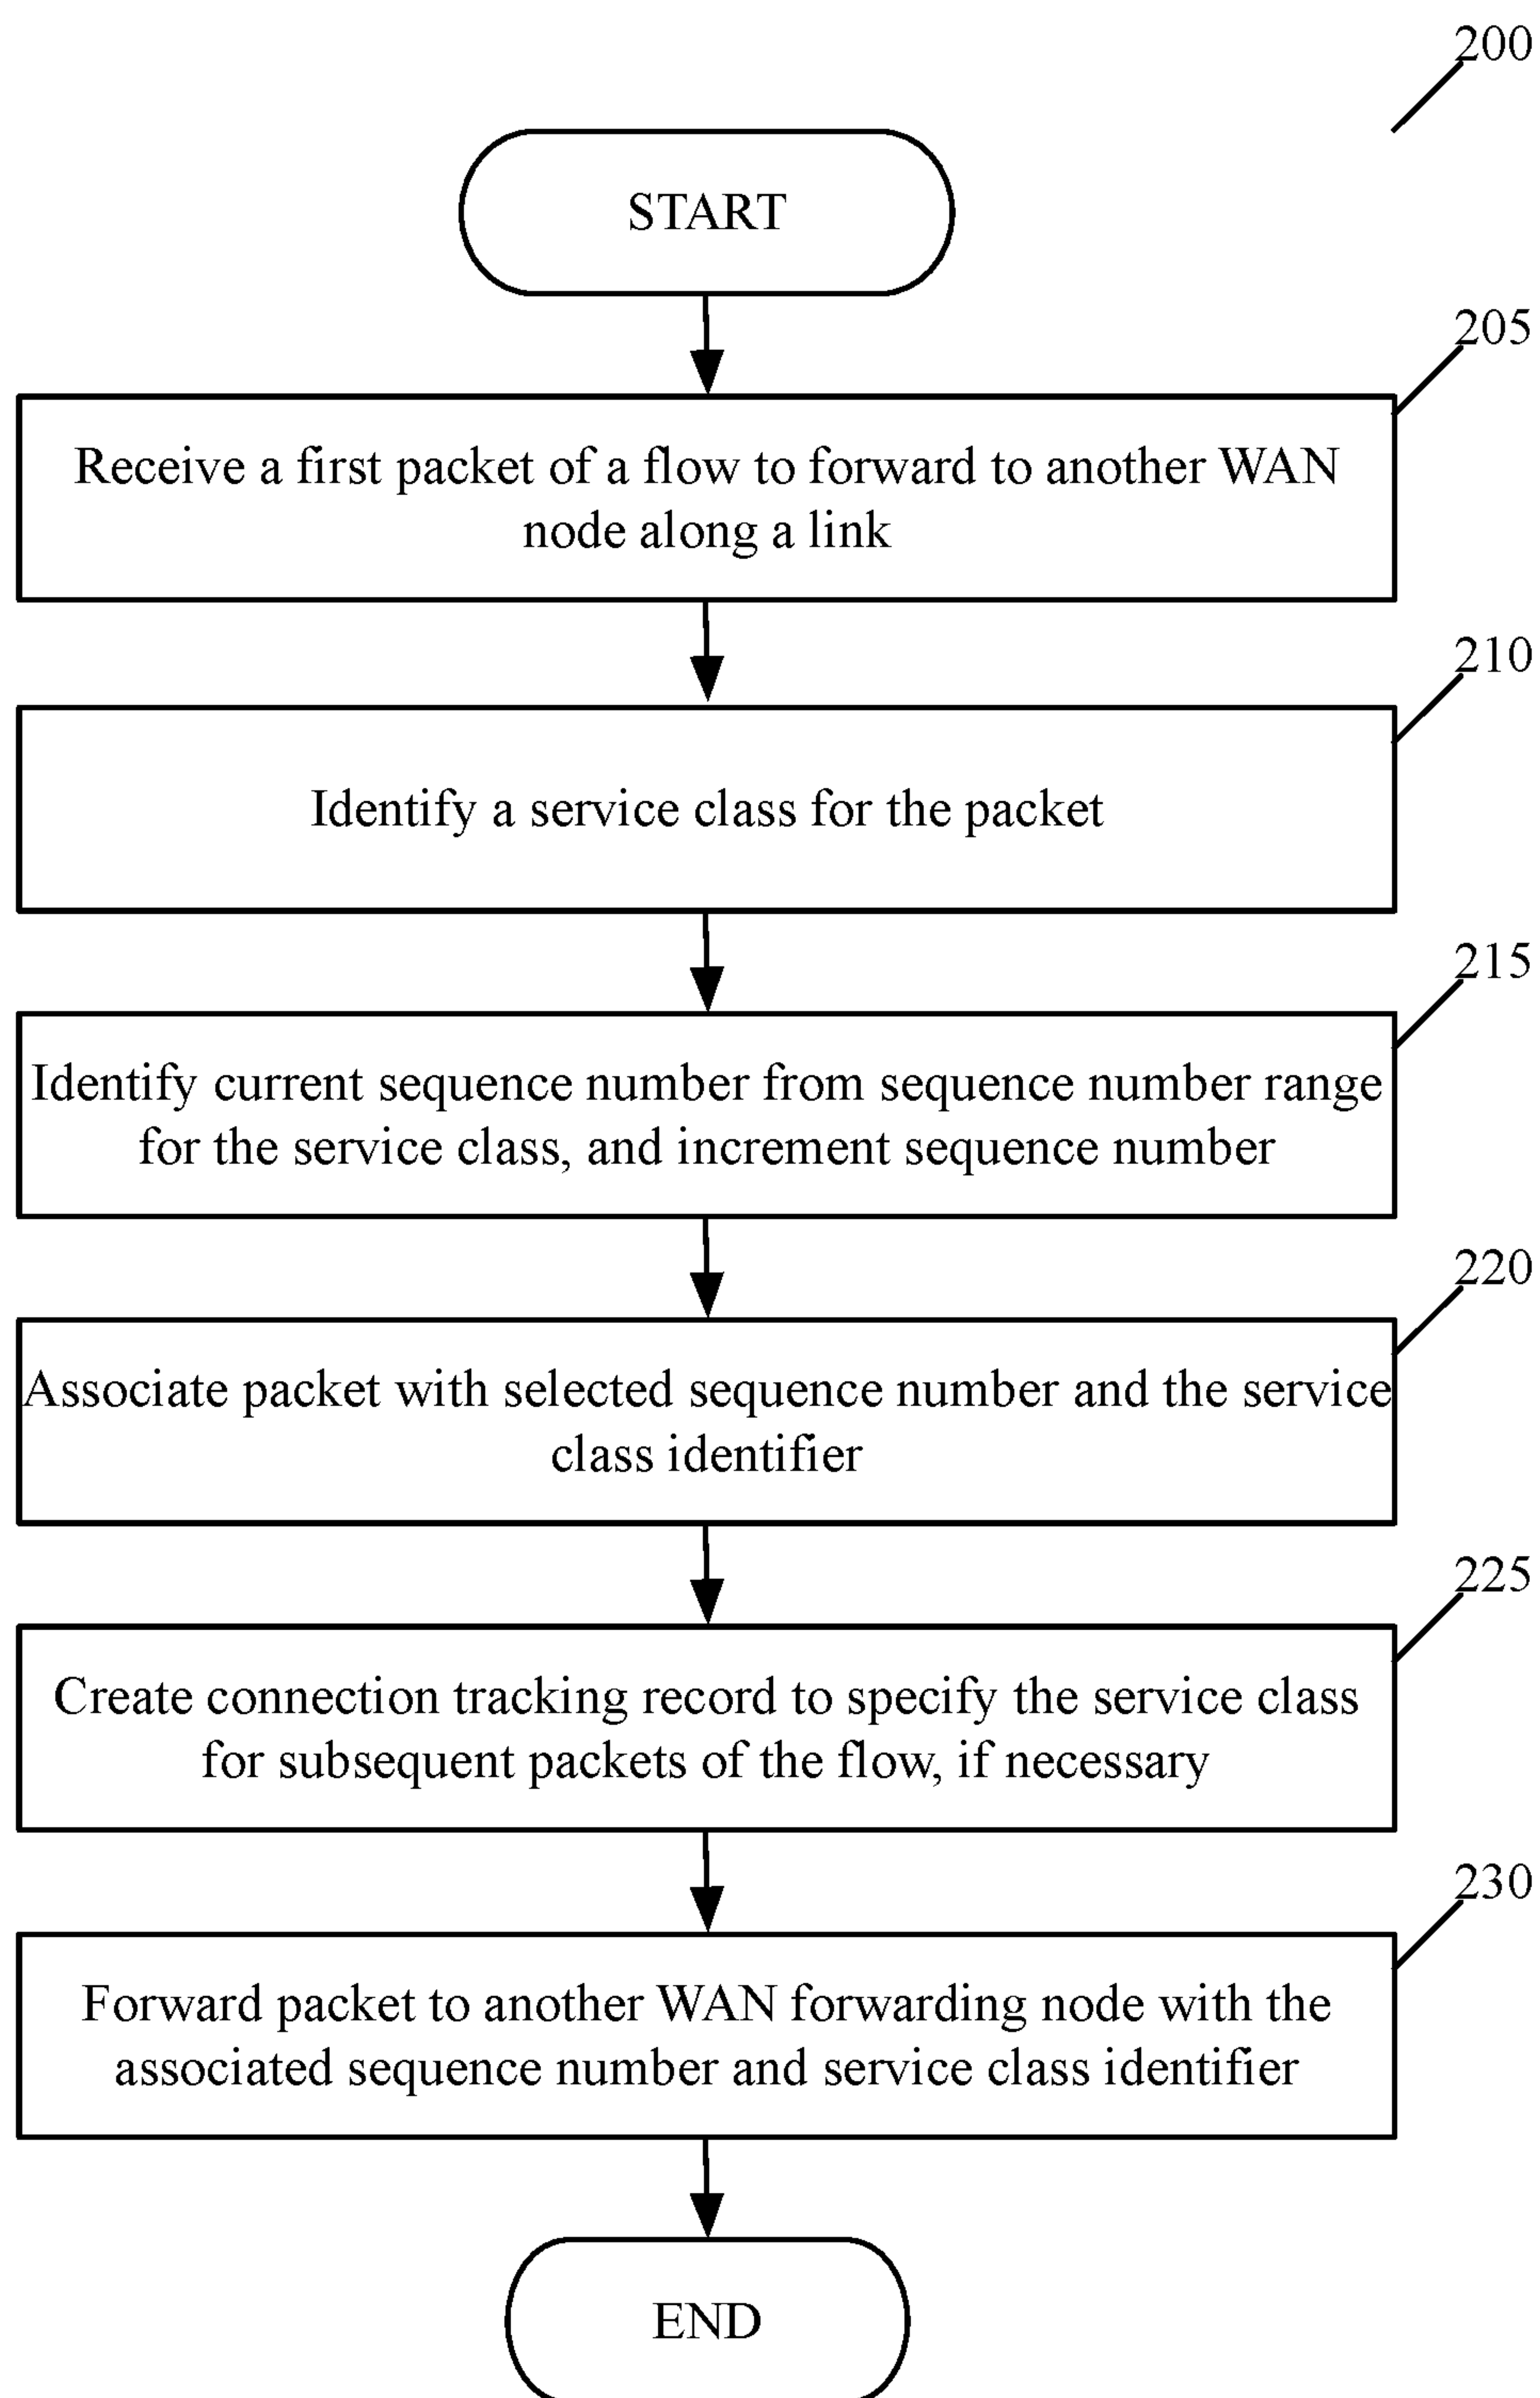 200
START
205
Receive a first packet of a flow to forward to another WAN
node along a link
210
Identify a service class for the packet
215
Identify current sequence number from sequence number range
for the service class, and increment sequence number
220
Associate packet with selected sequence number and the service
class identifier
225
Create connection tracking record to specify the service class
for subsequent packets of the flow, if necessary
230
Forward packet to another WAN forwarding node with the
associated sequence number and service class identifier
END